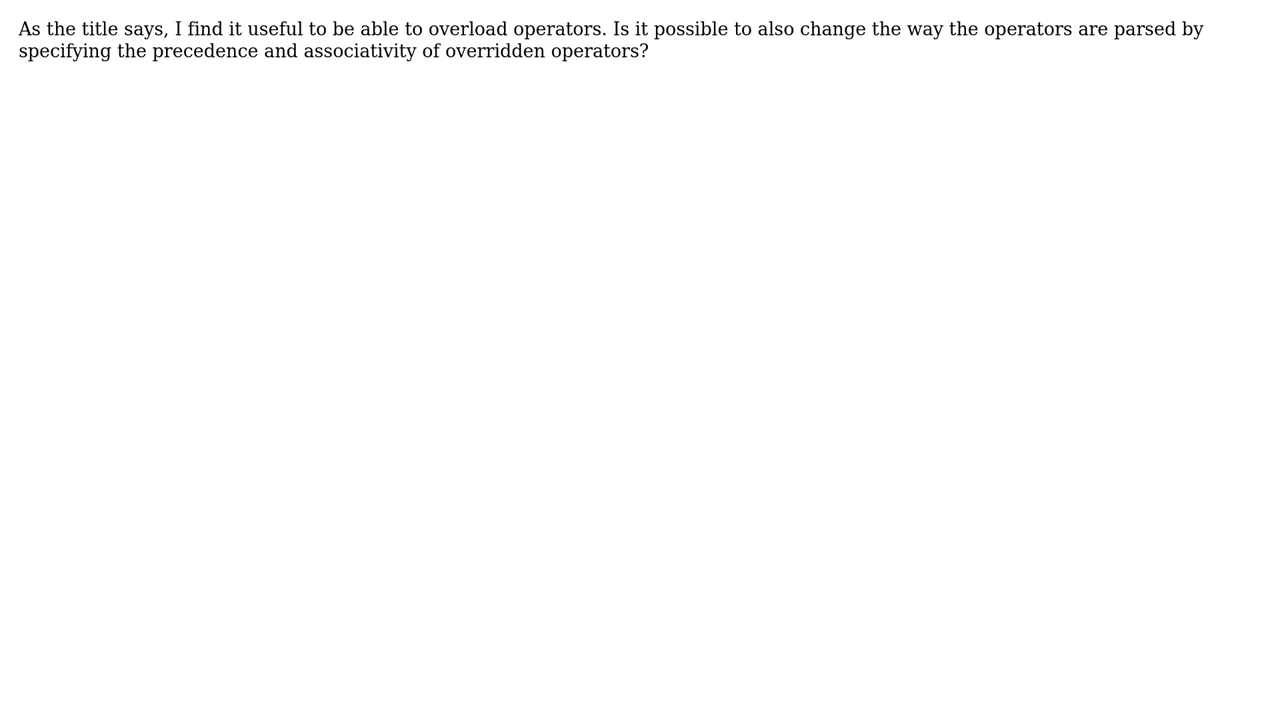 As the title says, I find it useful to be able to overload operators. Is it possible to also change the way the operators are parsed by
specifying the precedence and associativity of overridden operators?